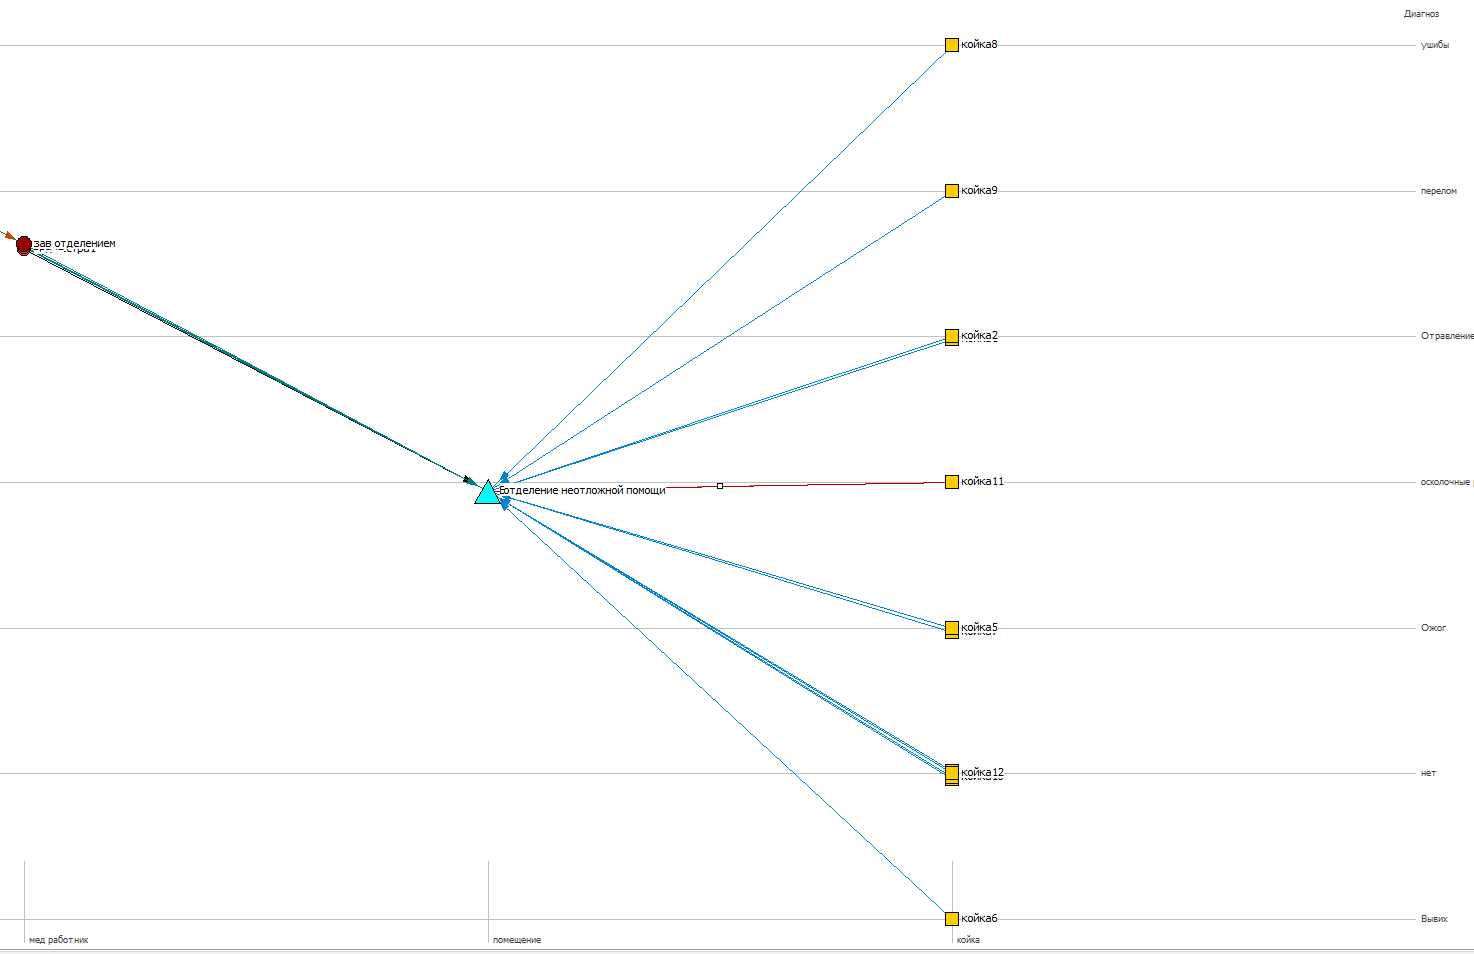 Диагноз
койка8
ушибы
койка9
перелом
зав отделением
койка2
Отравление
койка11
осколочные
отделение неотложной помощи
койка5
Ожог
койка12
нет
койка6
Вывих
мед работник
помещение
койка